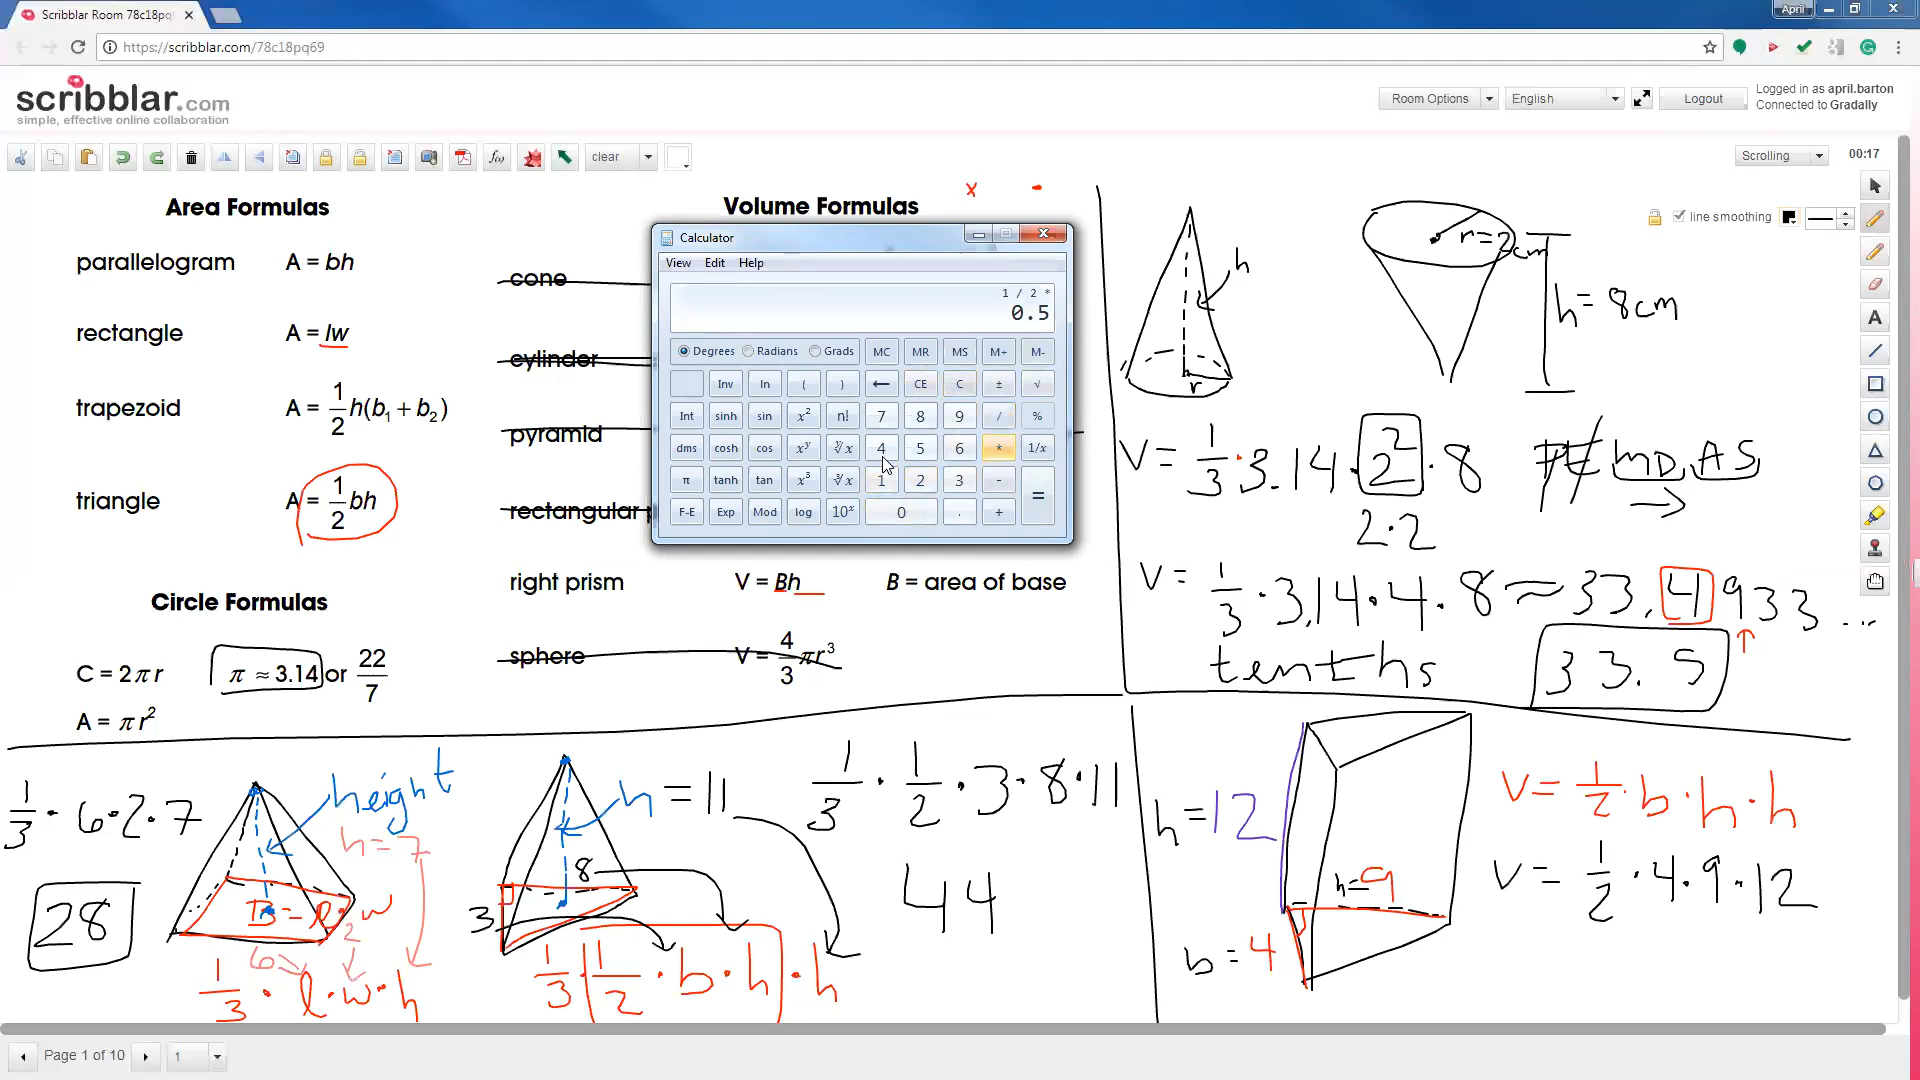 Scribblar Room 78c18pq
April
https://scribblar.com/78c18pq69
scribblar.com
simple, effective online collaboration
Room Options
English
Logout
Logged in as april.barton
Connected to Gradally
clear
Scrolling
00:17
line smoothing
Area Formulas
parallelogram A = bh
rectangle A = lw
trapezoid A = 1/2 h(b1 + b2)
triangle A = 1/2 bh
Circle Formulas
C = 2πr π ≈ 3.14 or 22/7
A = πr²
x
Volume Formulas
cone
cylinder
pyramid
rectangular
right prism V = Bh B = area of base
sphere V = 4/3 πr³
Calculator
View Edit Help
1 / 2 *
0.5
Degrees Radians Grads MC MR MS M+ M-
Inv ln ( ) ← CE C ± √
Int sinh sin x² n! 7 8 9 / %
dms cosh cos x^y ʸ√x 4 5 6 * 1/x
π tanh tan x³ ³√x 1 2 3 - =
F-E Exp Mod log 10ˣ 0 . +
h
r
r=2cm
h = 8cm
V = 1/3 · 3.14 · 2² · 8 PE MD AS
2·2
V = 1/3 · 3.14 · 4 · 8 ≈ 33.4933...
tenths 33.5
1/3 · 6·2·7
28
height
h = 7
B = l·w
6
2
1/3 · l·w·h
h = 11
8
3
1/3 · 1/2 · 3·8·11
44
1/3 · 1/2 · b·h · h
h = 12
h = 9
b = 4
V = 1/2 · b·h·h
V = 1/2 · 4·9·12
Page 1 of 10
1